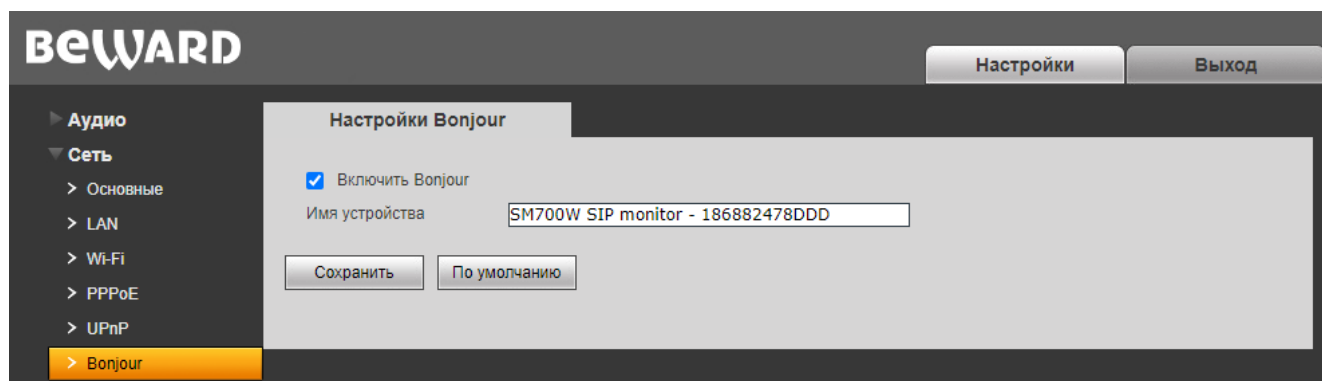 BEWARD
Настройки
Выход
Аудио
Сеть
> Основные
> LAN
> Wi-Fi
> PPPoE
> UPnP
> Bonjour
Настройки Bonjour
Включить Bonjour
Имя устройства
SM700W SIP monitor - 186882478DDD
Сохранить
По умолчанию